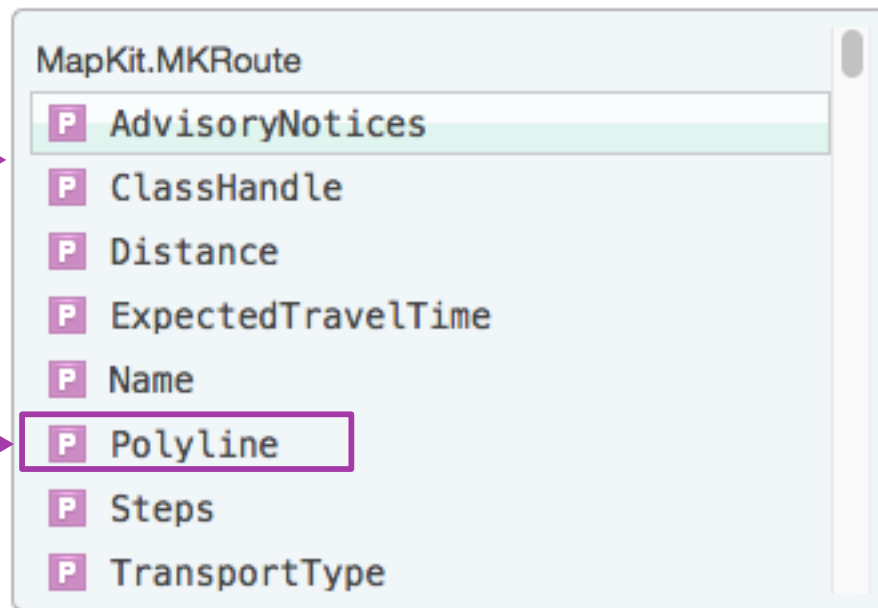 MapKit.MKRoute
P AdvisoryNotices
P ClassHandle
P Distance
P ExpectedTravelTime
P Name
P Polyline
P Steps
P TransportType